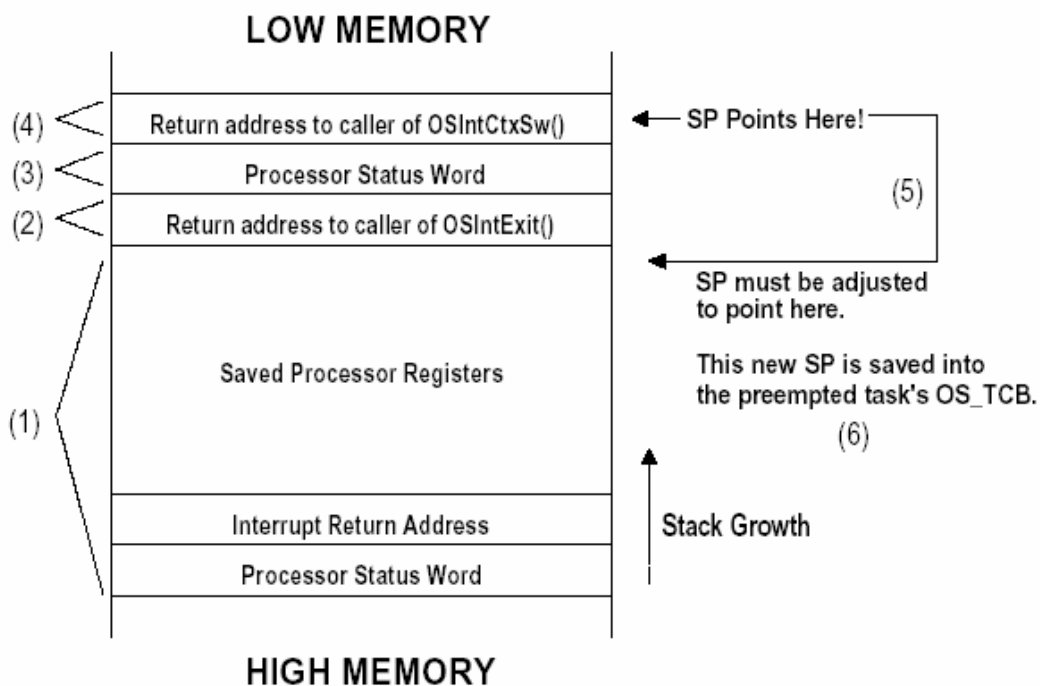 LOW MEMORY
(4)
Return address to caller of OSIntCtxSw()
SP Points Here!
(3)
Processor Status Word
(5)
(2)
Return address to caller of OSIntExit()
SP must be adjusted
to point here.
Saved Processor Registers
This new SP is saved into
the preempted task's OS_TCB.
(1)
(6)
Interrupt Return Address
Stack Growth
Processor Status Word
HIGH MEMORY